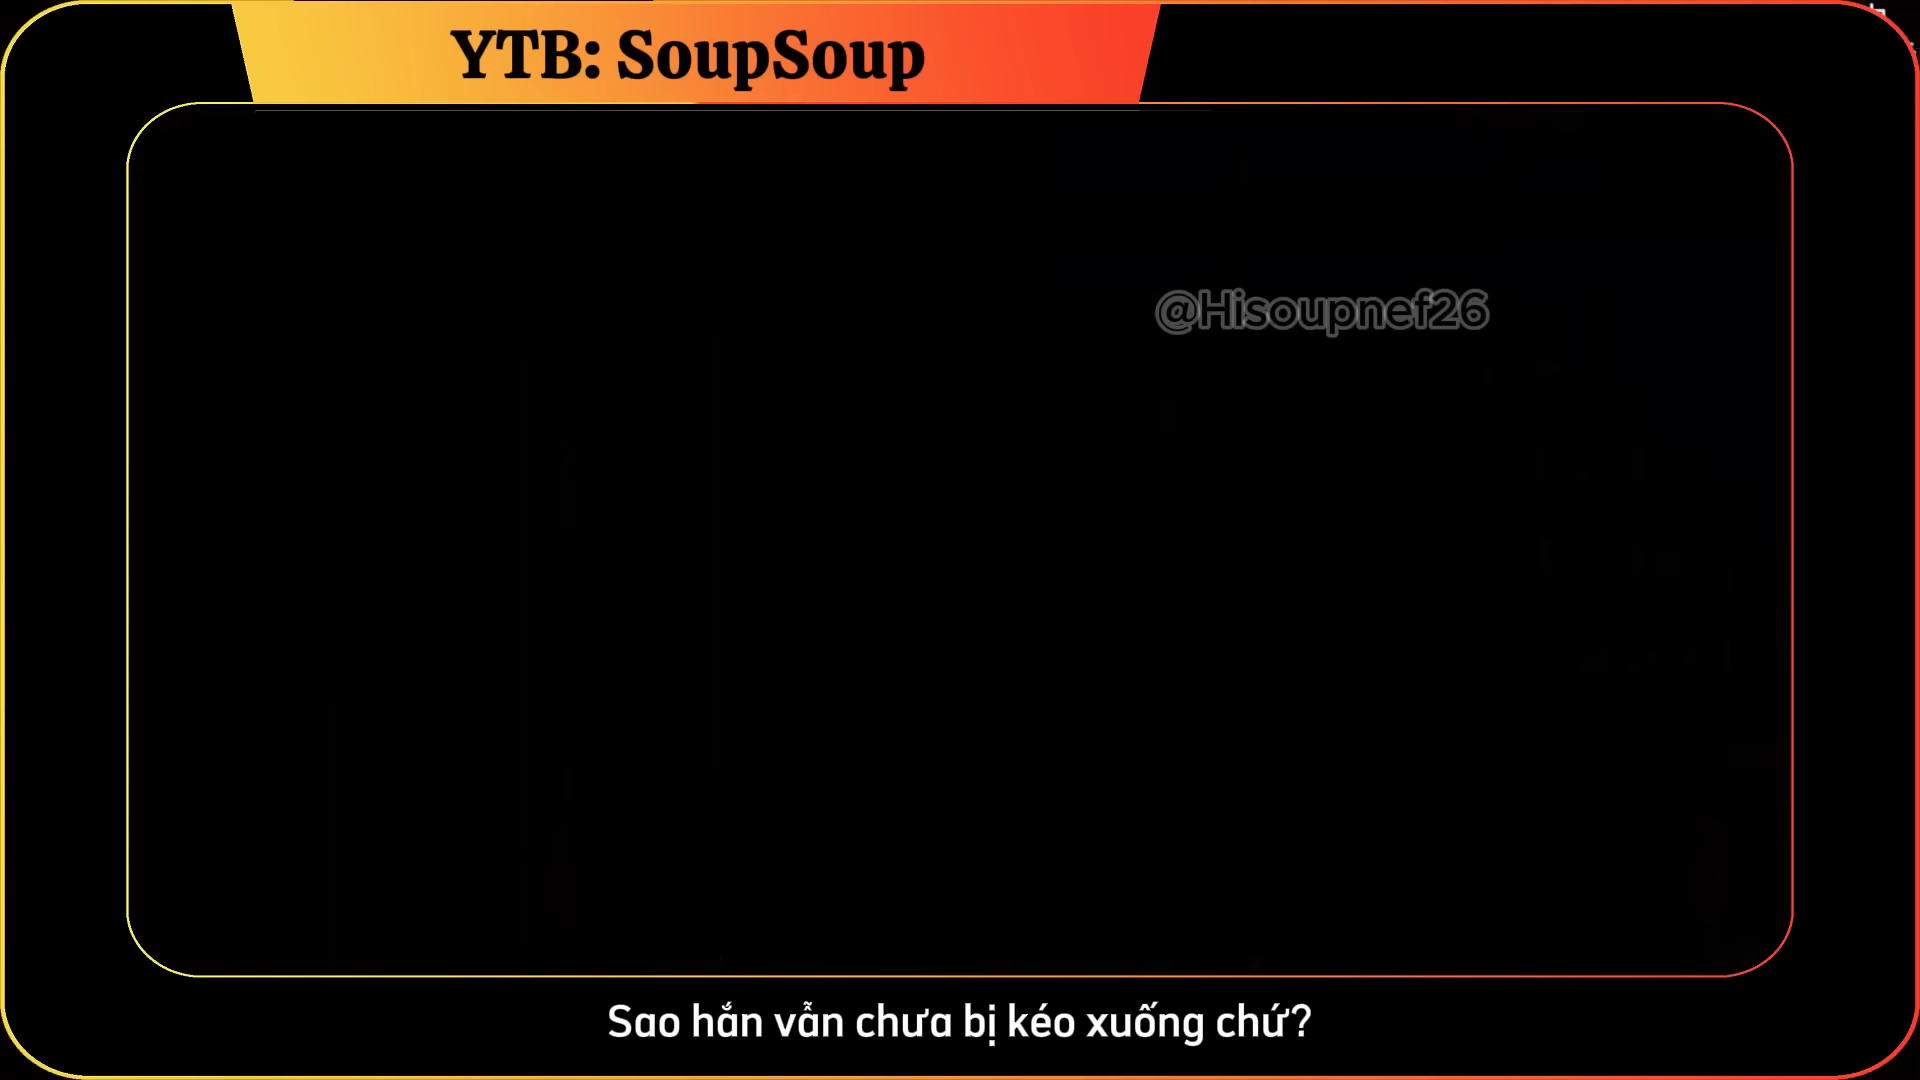 YTB: SoupSoup
@Hisoupnef26
Sao hắn vẫn chưa bị kéo xuống chứ?